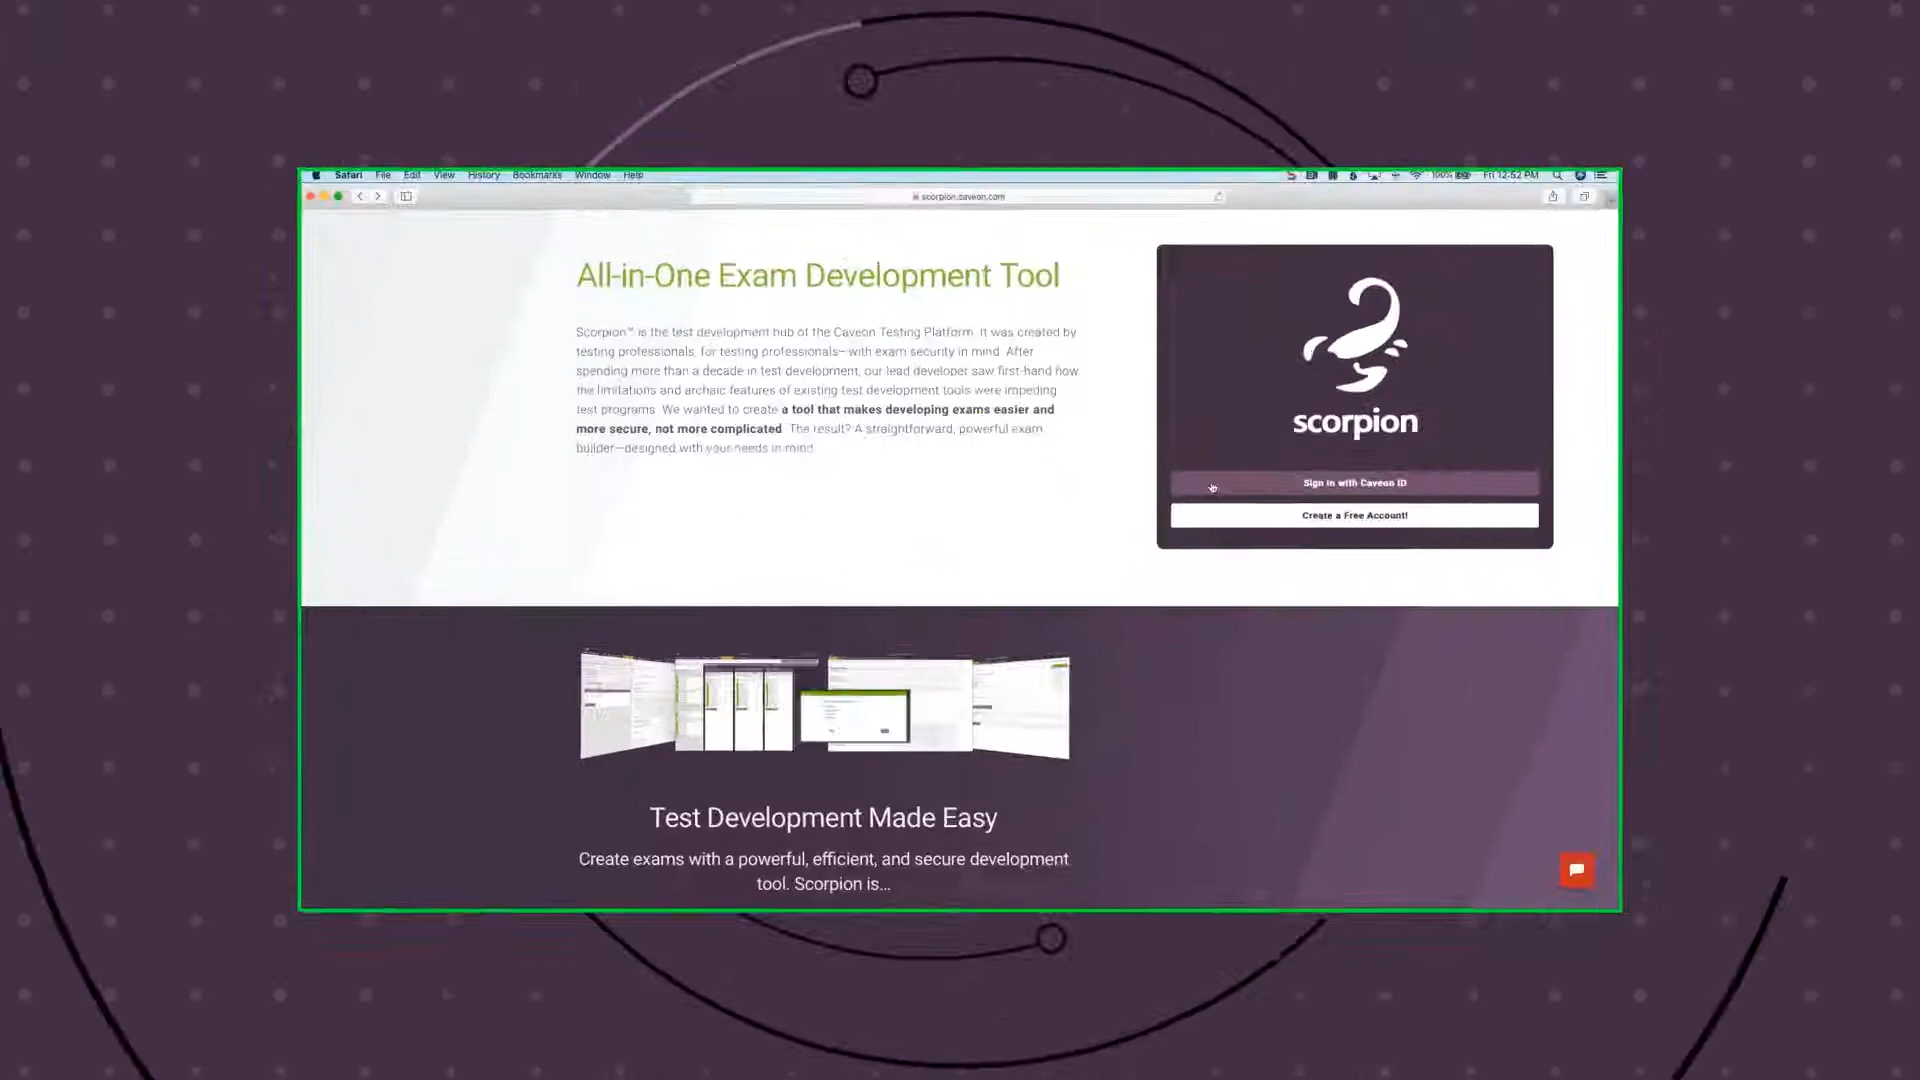 Safari File Edit View History Bookmarks Window Help 100% Fri 12:52 PM
scorpion.caveon.com
All-in-One Exam Development Tool
Scorpion™ is the test development hub of the Caveon Testing Platform. It was created by
testing professionals, for testing professionals—with exam security in mind. After
spending more than a decade in test development, our lead developer saw first-hand how
the limitations and archaic features of existing test development tools were impeding
test programs. We wanted to create a tool that makes developing exams easier and
more secure, not more complicated. The result? A straightforward, powerful exam
builder—designed with your needs in mind.
scorpion
Sign in with Caveon ID
Create a Free Account!
Test Development Made Easy
Create exams with a powerful, efficient, and secure development
tool. Scorpion is...